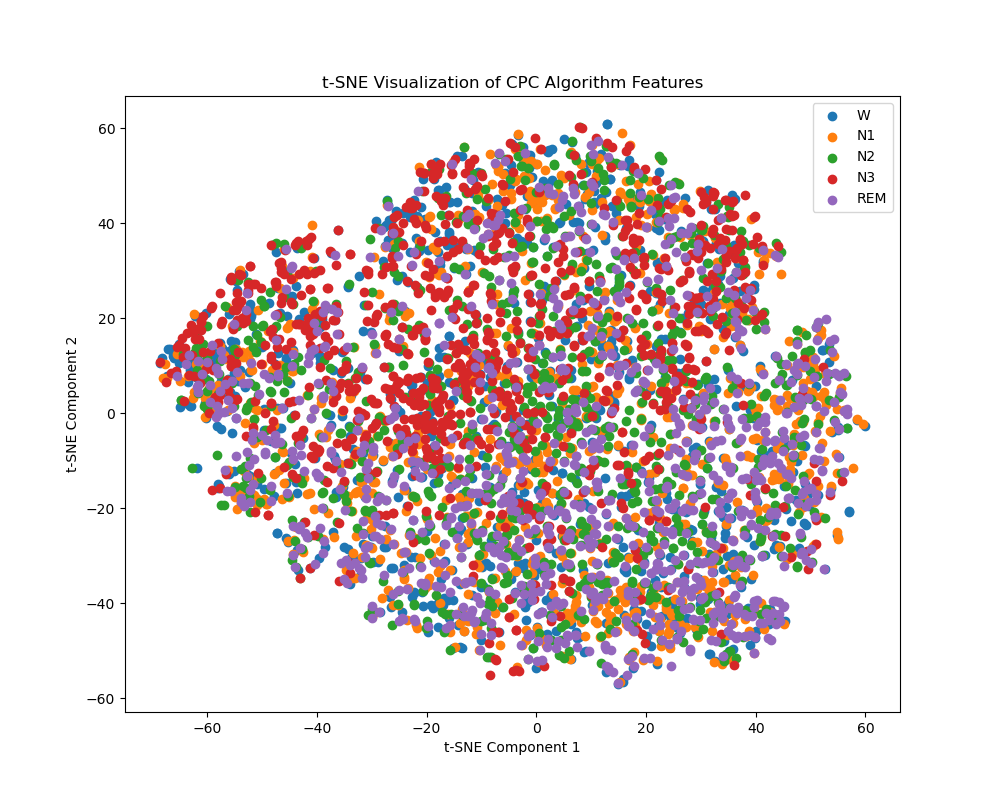 t-SNE Visualization of CPC Algorithm Features
W
N1
N2
N3
REM
60
40
20
0
−20
−40
−60
t-SNE Component 2
−60 −40 −20 0 20 40 60
t-SNE Component 1